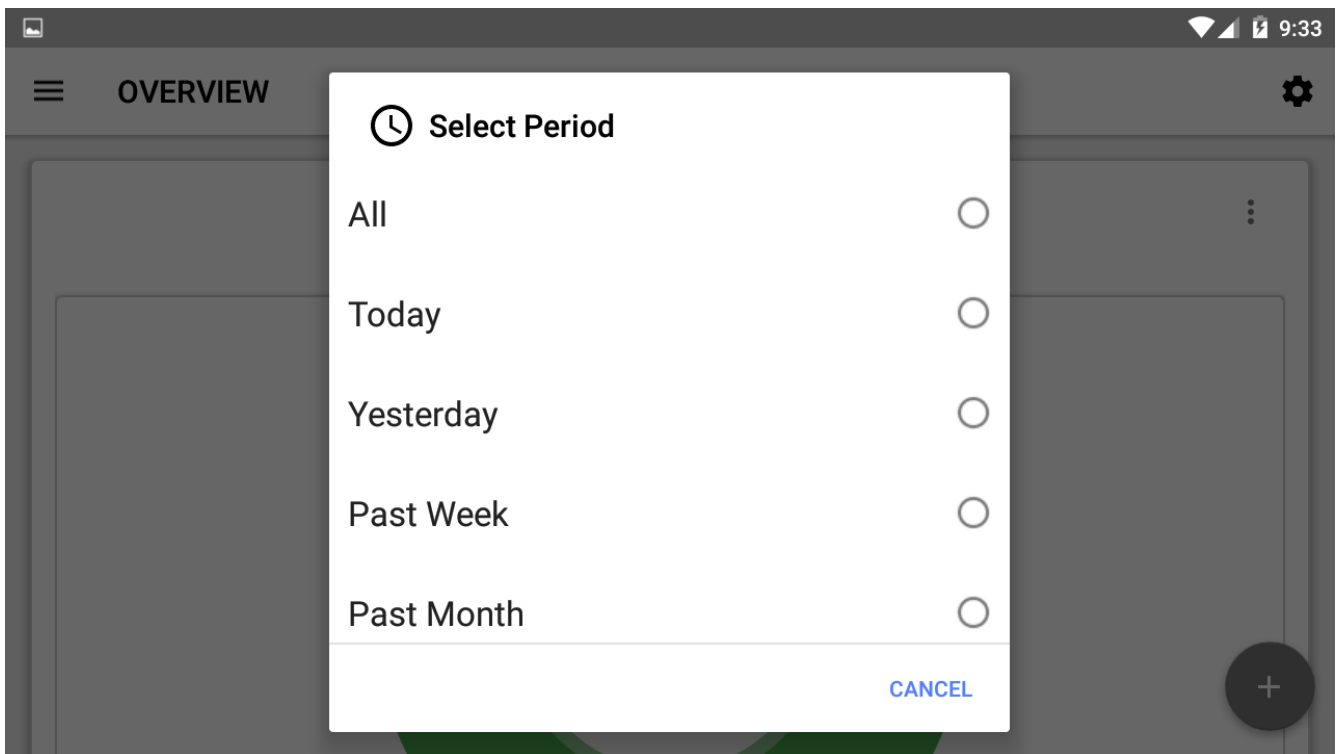 9:33
OVERVIEW
Select Period
All
Today
Yesterday
Past Week
Past Month
CANCEL